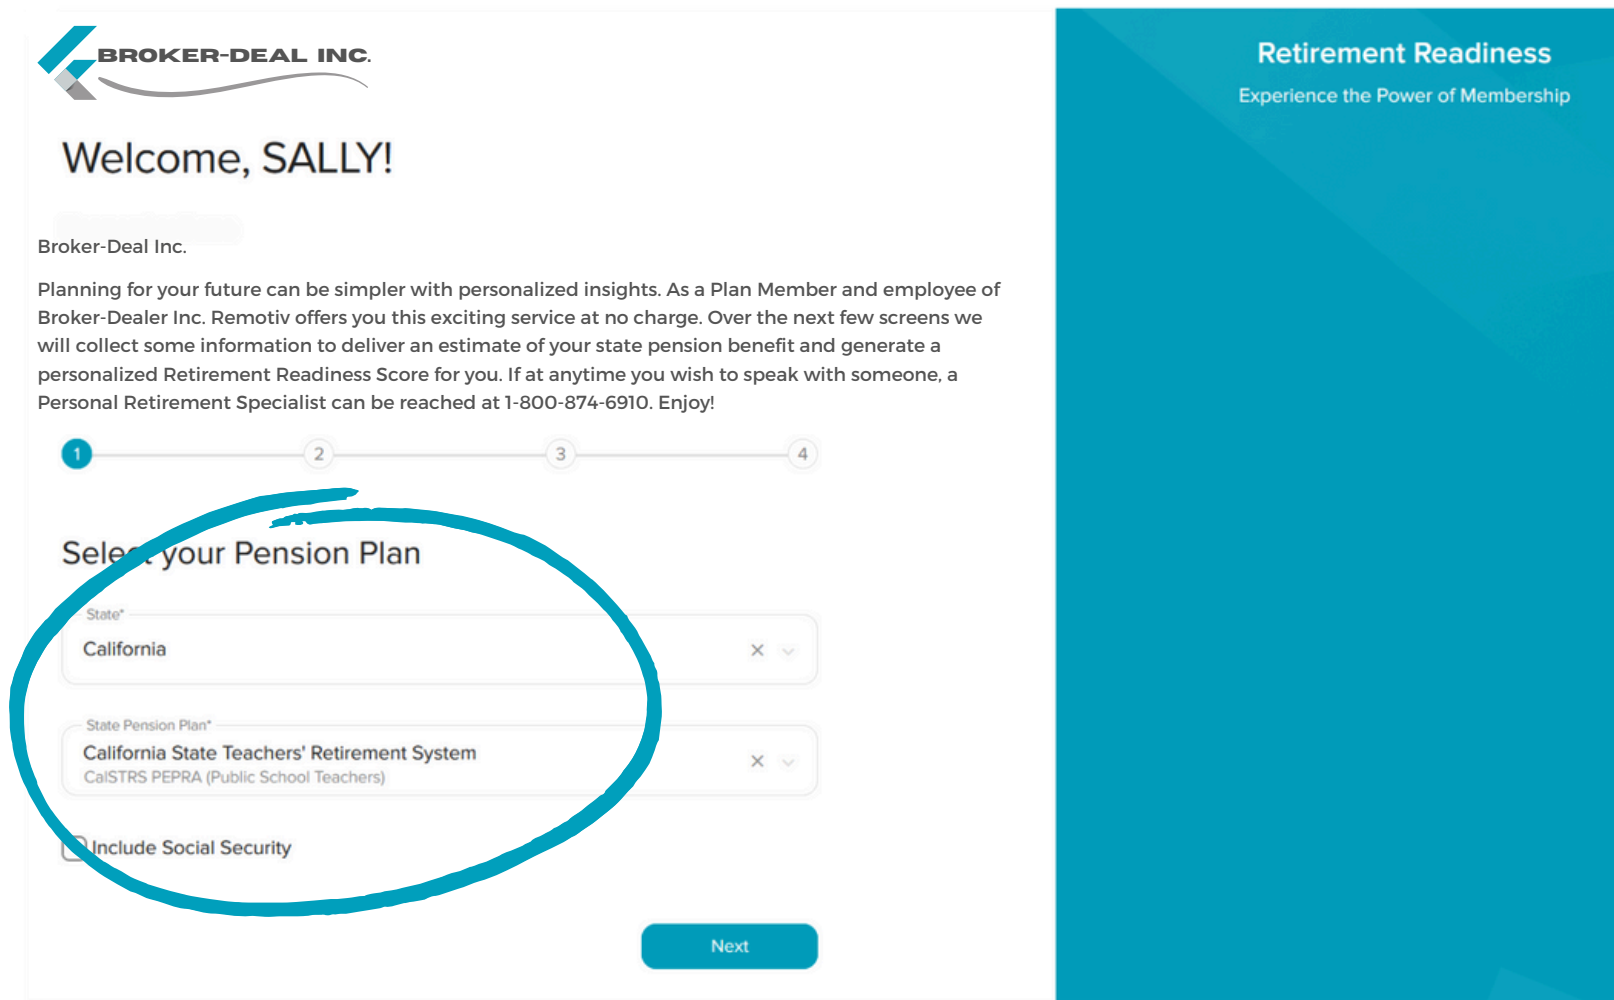 BROKER-DEAL INC.
Retirement Readiness
Experience the Power of Membership
Welcome, SALLY!
Broker-Deal Inc.
Planning for your future can be simpler with personalized insights. As a Plan Member and employee of
Broker-Dealer Inc. Remotiv offers you this exciting service at no charge. Over the next few screens we
will collect some information to deliver an estimate of your state pension benefit and generate a
personalized Retirement Readiness Score for you. If at anytime you wish to speak with someone, a
Personal Retirement Specialist can be reached at 1-800-874-6910. Enjoy!
1 2 3 4
Select your Pension Plan
State*
California
State Pension Plan*
California State Teachers' Retirement System
CalSTRS PEPRA (Public School Teachers)
Include Social Security
Next